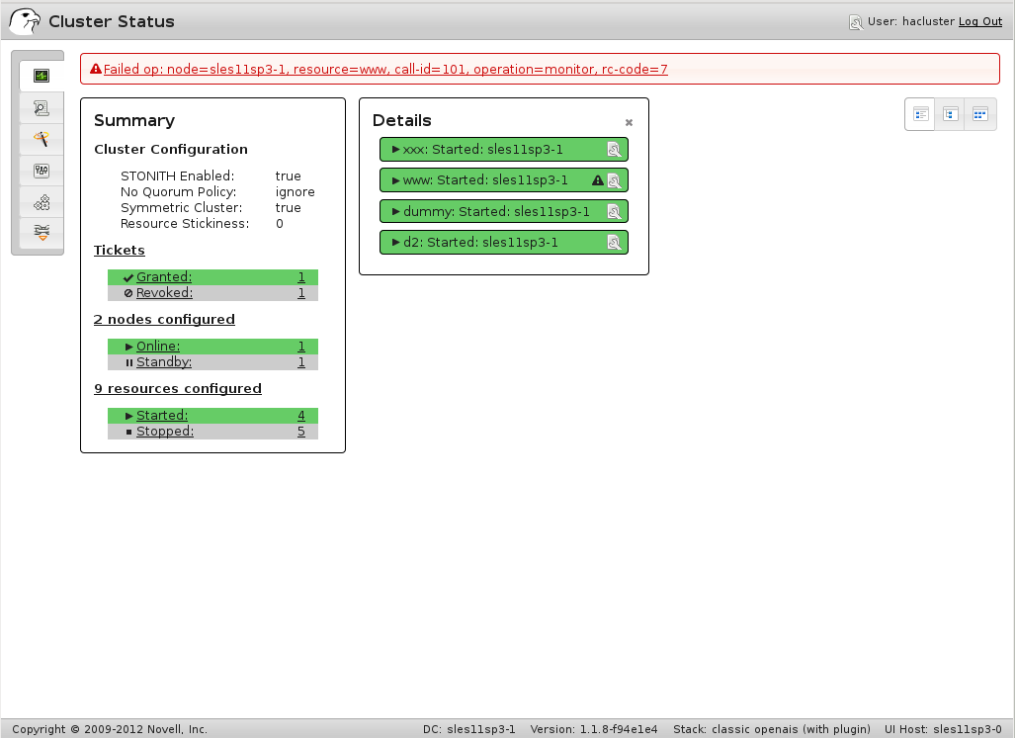 Cluster Status
User: hacluster Log Out
Failed op: node=sles11sp3-1, resource=www, call-id=101, operation=monitor, rc-code=7
Summary
Cluster Configuration
STONITH Enabled: true
No Quorum Policy: ignore
Symmetric Cluster: true
Resource Stickiness: 0
Tickets
Granted: 1
Revoked: 1
2 nodes configured
Online: 1
Standby: 1
9 resources configured
Started: 4
Stopped: 5
Details
xxx: Started: sles11sp3-1
www: Started: sles11sp3-1
dummy: Started: sles11sp3-1
d2: Started: sles11sp3-1
Copyright © 2009-2012 Novell, Inc. DC: sles11sp3-1 Version: 1.1.8-f94e1e4 Stack: classic openais (with plugin) UI Host: sles11sp3-0